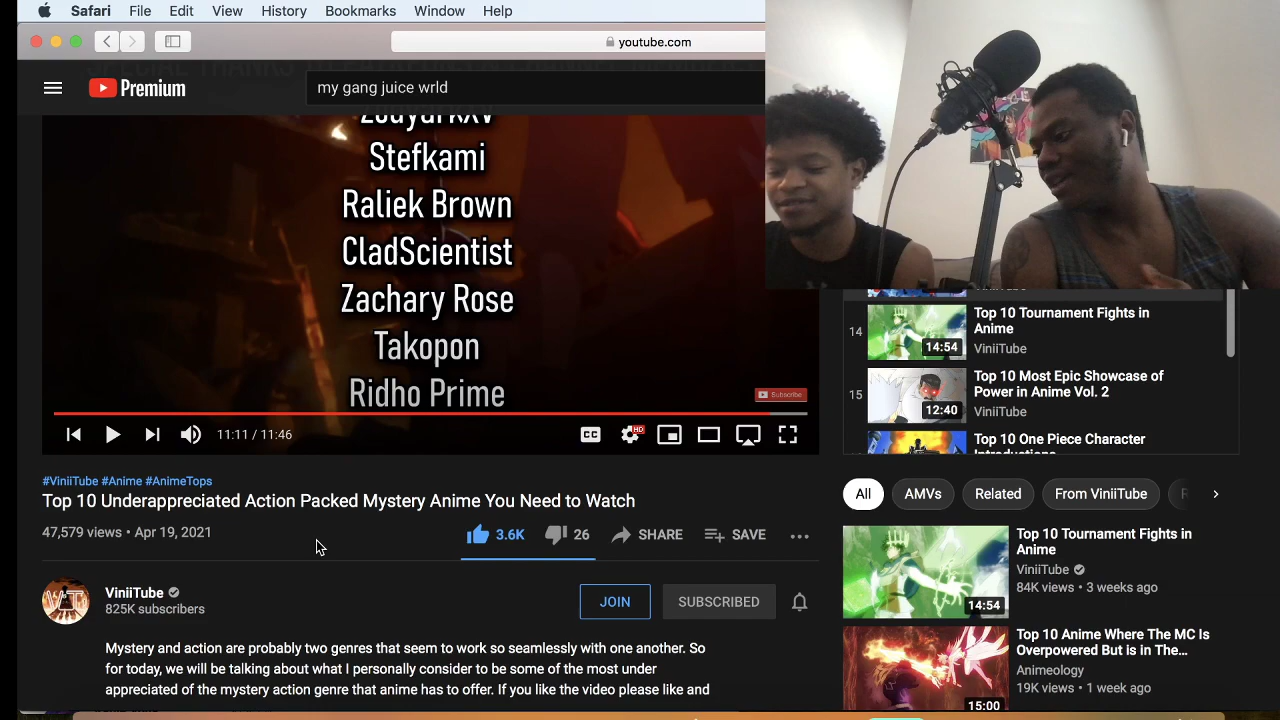 Safari File Edit View History Bookmarks Window Help
youtube.com
Premium
my gang juice wrld
Stefkami
Raliek Brown
CladScientist
Zachary Rose
Takopon
Ridho Prime
Subscribe
11:11 / 11:46
CC
HD
#ViniiTube #Anime #AnimeTops
Top 10 Underappreciated Action Packed Mystery Anime You Need to Watch
47,579 views • Apr 19, 2021
3.6K
26
SHARE
SAVE
ViniiTube
825K subscribers
JOIN
SUBSCRIBED
Mystery and action are probably two genres that seem to work so seamlessly with one another. So
for today, we will be talking about what I personally consider to be some of the most under
appreciated of the mystery action genre that anime has to offer. If you like the video please like and
14
14:54
Top 10 Tournament Fights in
Anime
ViniiTube
15
12:40
Top 10 Most Epic Showcase of
Power in Anime Vol. 2
ViniiTube
Top 10 One Piece Character
Introductions
All
AMVs
Related
From ViniiTube
14:54
Top 10 Tournament Fights in
Anime
ViniiTube
84K views • 3 weeks ago
15:00
Top 10 Anime Where The MC Is
Overpowered But is in The...
Animeology
19K views • 1 week ago